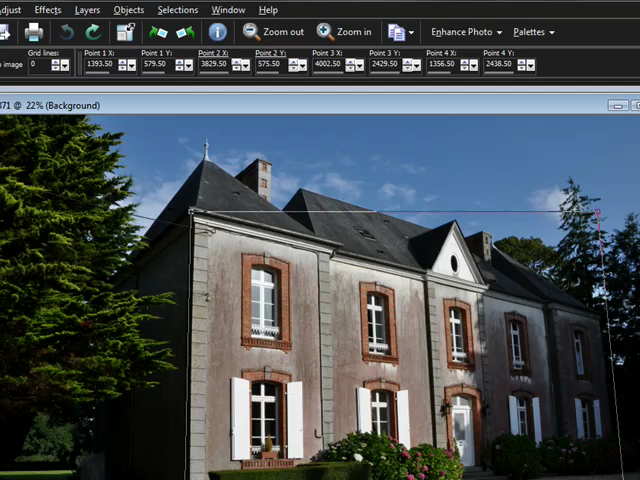 djust Effects Layers Objects Selections Window Help
Zoom out Zoom in Enhance Photo Palettes
image Grid lines: Point 1 X: Point 1 Y: Point 2 X: Point 2 Y: Point 3 X: Point 3 Y: Point 4 X: Point 4 Y:
0 1393.50 579.50 3829.50 575.50 4002.50 2429.50 1356.50 2438.50
371 @ 22% (Background)